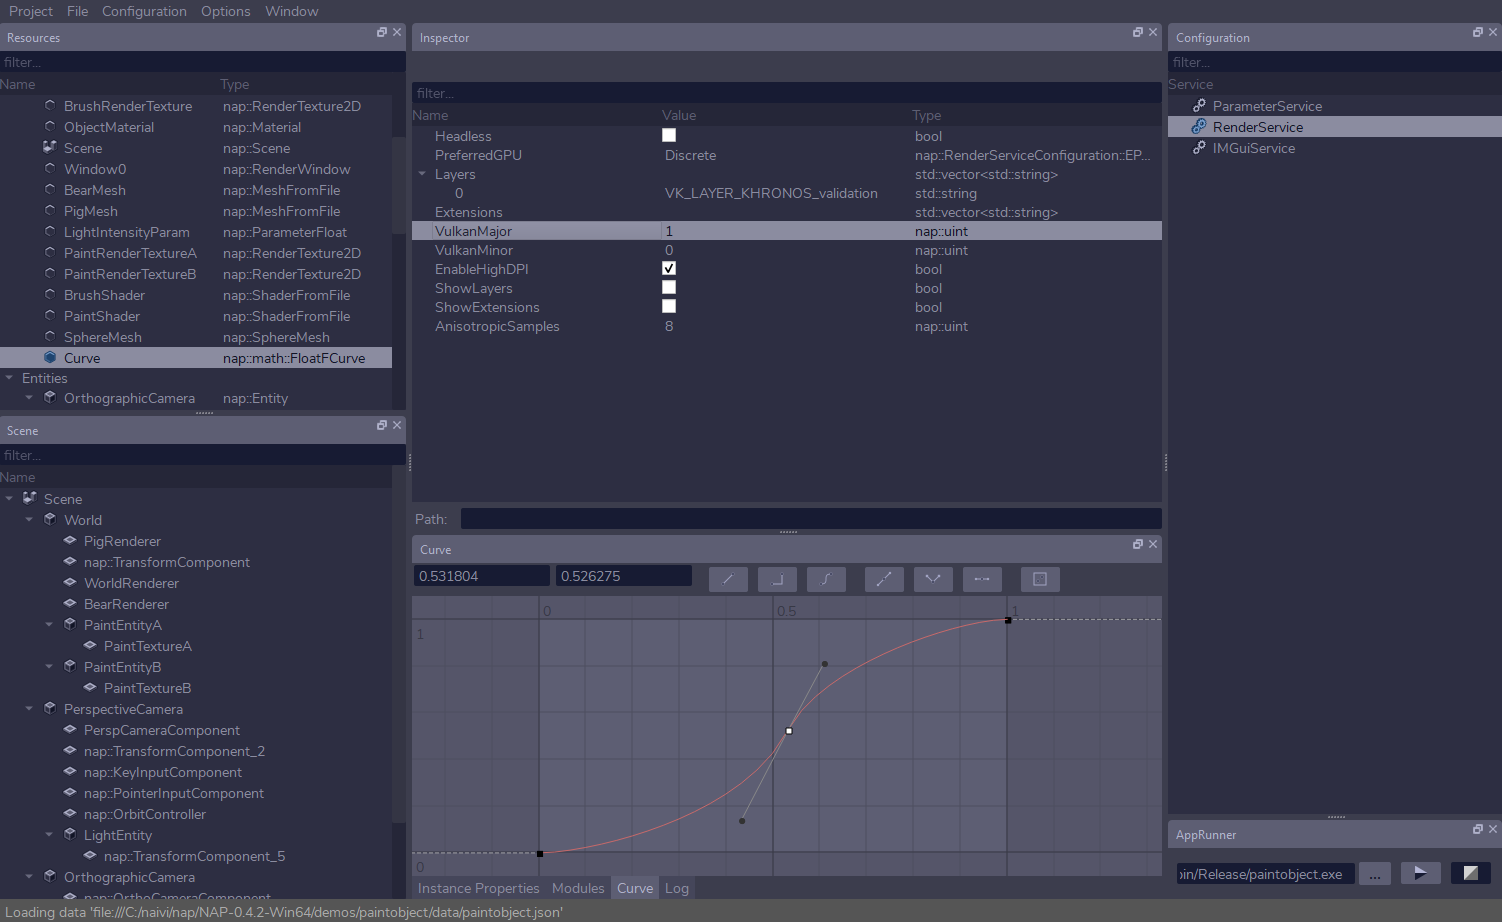 Project File Configuration Options Window
Resources
filter...
Name Type
BrushRenderTexture nap::RenderTexture2D
ObjectMaterial nap::Material
Scene nap::Scene
Window0 nap::RenderWindow
BearMesh nap::MeshFromFile
PigMesh nap::MeshFromFile
LightIntensityParam nap::ParameterFloat
PaintRenderTextureA nap::RenderTexture2D
PaintRenderTextureB nap::RenderTexture2D
BrushShader nap::ShaderFromFile
PaintShader nap::ShaderFromFile
SphereMesh nap::SphereMesh
Curve nap::math::FloatFCurve
Entities
OrthographicCamera nap::Entity
Scene
filter...
Name
Scene
World
PigRenderer
nap::TransformComponent
WorldRenderer
BearRenderer
PaintEntityA
PaintTextureA
PaintEntityB
PaintTextureB
PerspectiveCamera
PerspCameraComponent
nap::TransformComponent_2
nap::KeyInputComponent
nap::PointerInputComponent
nap::OrbitController
LightEntity
nap::TransformComponent_5
OrthographicCamera
nap::OrthoCameraComponent
Inspector
filter...
Name Value Type
Headless bool
PreferredGPU Discrete nap::RenderServiceConfiguration::EP...
Layers std::vector<std::string>
0 VK_LAYER_KHRONOS_validation std::string
Extensions std::vector<std::string>
VulkanMajor 1 nap::uint
VulkanMinor 0 nap::uint
EnableHighDPI bool
ShowLayers bool
ShowExtensions bool
AnisotropicSamples 8 nap::uint
Path:
Curve
0.531804 0.526275
0 0.5 1
1
0
Instance Properties Modules Curve Log
Configuration
filter...
Service
ParameterService
RenderService
IMGuiService
AppRunner
bin/Release/paintobject.exe ...
Loading data 'file:///C:/naivi/nap/NAP-0.4.2-Win64/demos/paintobject/data/paintobject.json'